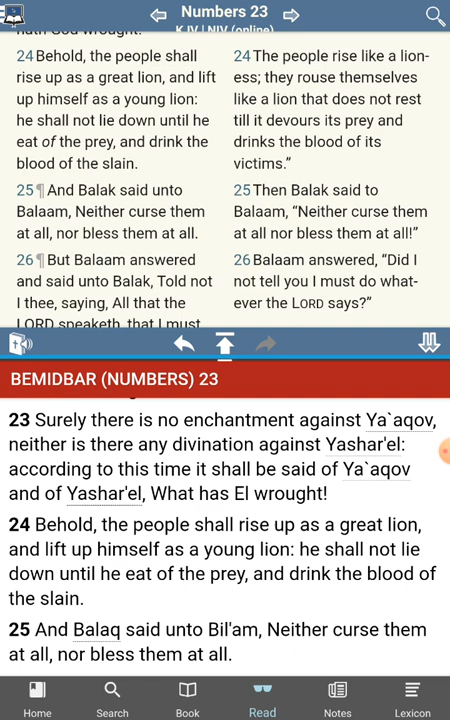 Numbers 23
KJV | NIV (online)
hath God wrought!
24 Behold, the people shall
rise up as a great lion, and lift
up himself as a young lion:
he shall not lie down until he
eat of the prey, and drink the
blood of the slain.
25 ¶ And Balak said unto
Balaam, Neither curse them
at all, nor bless them at all.
26 ¶ But Balaam answered
and said unto Balak, Told not
I thee, saying, All that the
LORD speaketh, that I must
24 The people rise like a lion-
ess; they rouse themselves
like a lion that does not rest
till it devours its prey and
drinks the blood of its
victims.”
25 Then Balak said to
Balaam, “Neither curse them
at all nor bless them at all!”
26 Balaam answered, “Did I
not tell you I must do what-
ever the LORD says?”
BEMIDBAR (NUMBERS) 23
23 Surely there is no enchantment against Ya`aqov,
neither is there any divination against Yashar'el:
according to this time it shall be said of Ya`aqov
and of Yashar'el, What has El wrought!
24 Behold, the people shall rise up as a great lion,
and lift up himself as a young lion: he shall not lie
down until he eat of the prey, and drink the blood of
the slain.
25 And Balaq said unto Bil'am, Neither curse them
at all, nor bless them at all.
Home Search Book Read Notes Lexicon